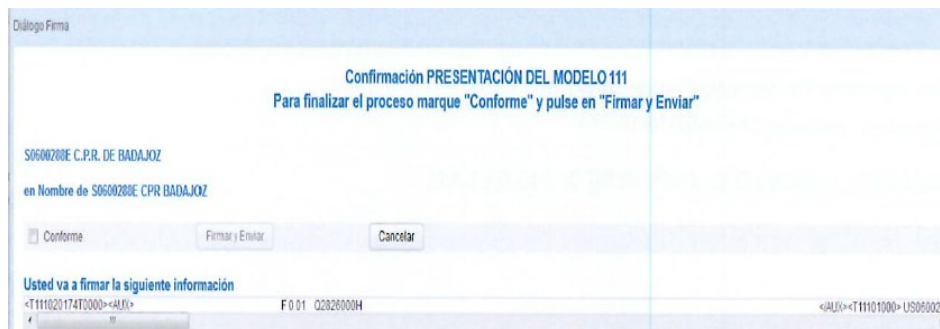 Diálogo Firma
Confirmación PRESENTACIÓN DEL MODELO 111
Para finalizar el proceso marque "Conforme" y pulse en "Firmar y Enviar"
S0600288E C.P.R. DE BADAJOZ
en Nombre de S0600288E CPR BADAJOZ
Conforme Firmar y Enviar Cancelar
Usted va a firmar la siguiente información
<T111020174T0000><AUX> F 0.01 Q2826000H </AUX><T11101000> US06002